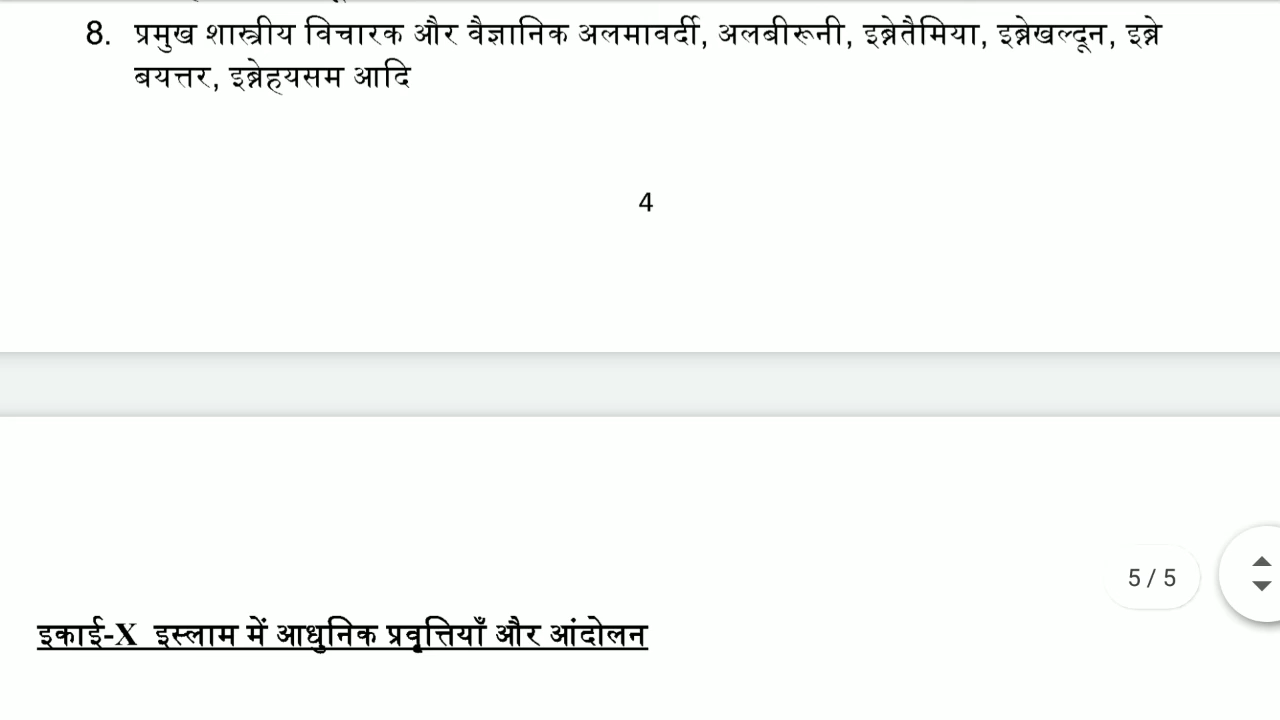 8. प्रमुख शास्त्रीय विचारक और वैज्ञानिक अलमावर्दी, अलबीरूनी, इब्नेतैमिया, इब्नेखल्दून, इब्ने
बयत्तर, इब्नेहयसम आदि
4
5 / 5
इकाई-X इस्लाम में आधुनिक प्रवृत्तियाँ और आंदोलन